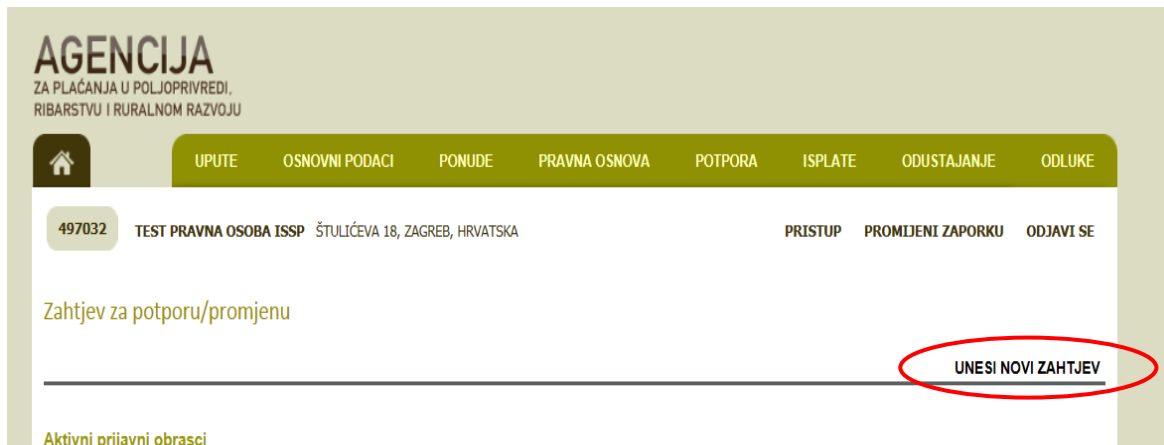 AGENCIJA
ZA PLAĆANJA U POLJOPRIVREDI,
RIBARSTVU I RURALNOM RAZVOJU
UPUTE OSNOVNI PODACI PONUDE PRAVNA OSNOVA POTPORA ISPLATE ODUSTAJANJE ODLUKE
497032 TEST PRAVNA OSOBA ISSP ŠTULIĆEVA 18, ZAGREB, HRVATSKA PRISTUP PROMIJENI ZAPORKU ODJAVI SE
Zahtjev za potporu/promjenu
UNESI NOVI ZAHTJEV
Aktivni prijavni obrasci